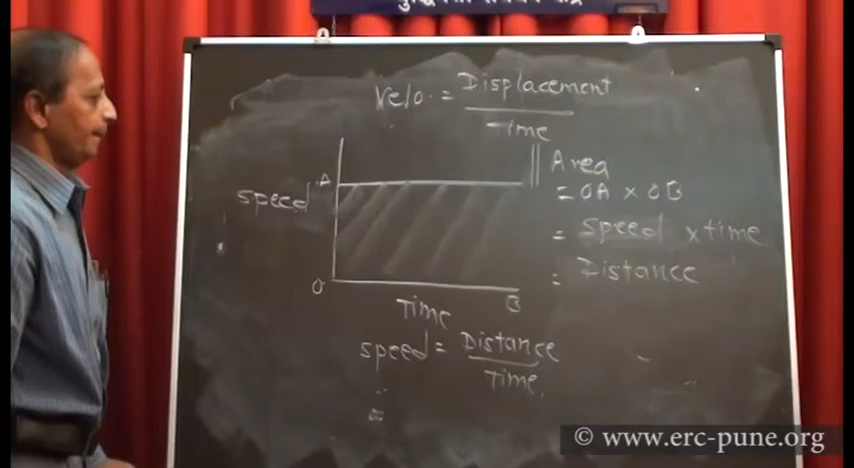 Velo. = Displacement
Time
Area
= OA × OB
= Speed × time
= Distance
A
Speed
O
Time
B
Speed = Distance
Time
=
© www.erc-pune.org